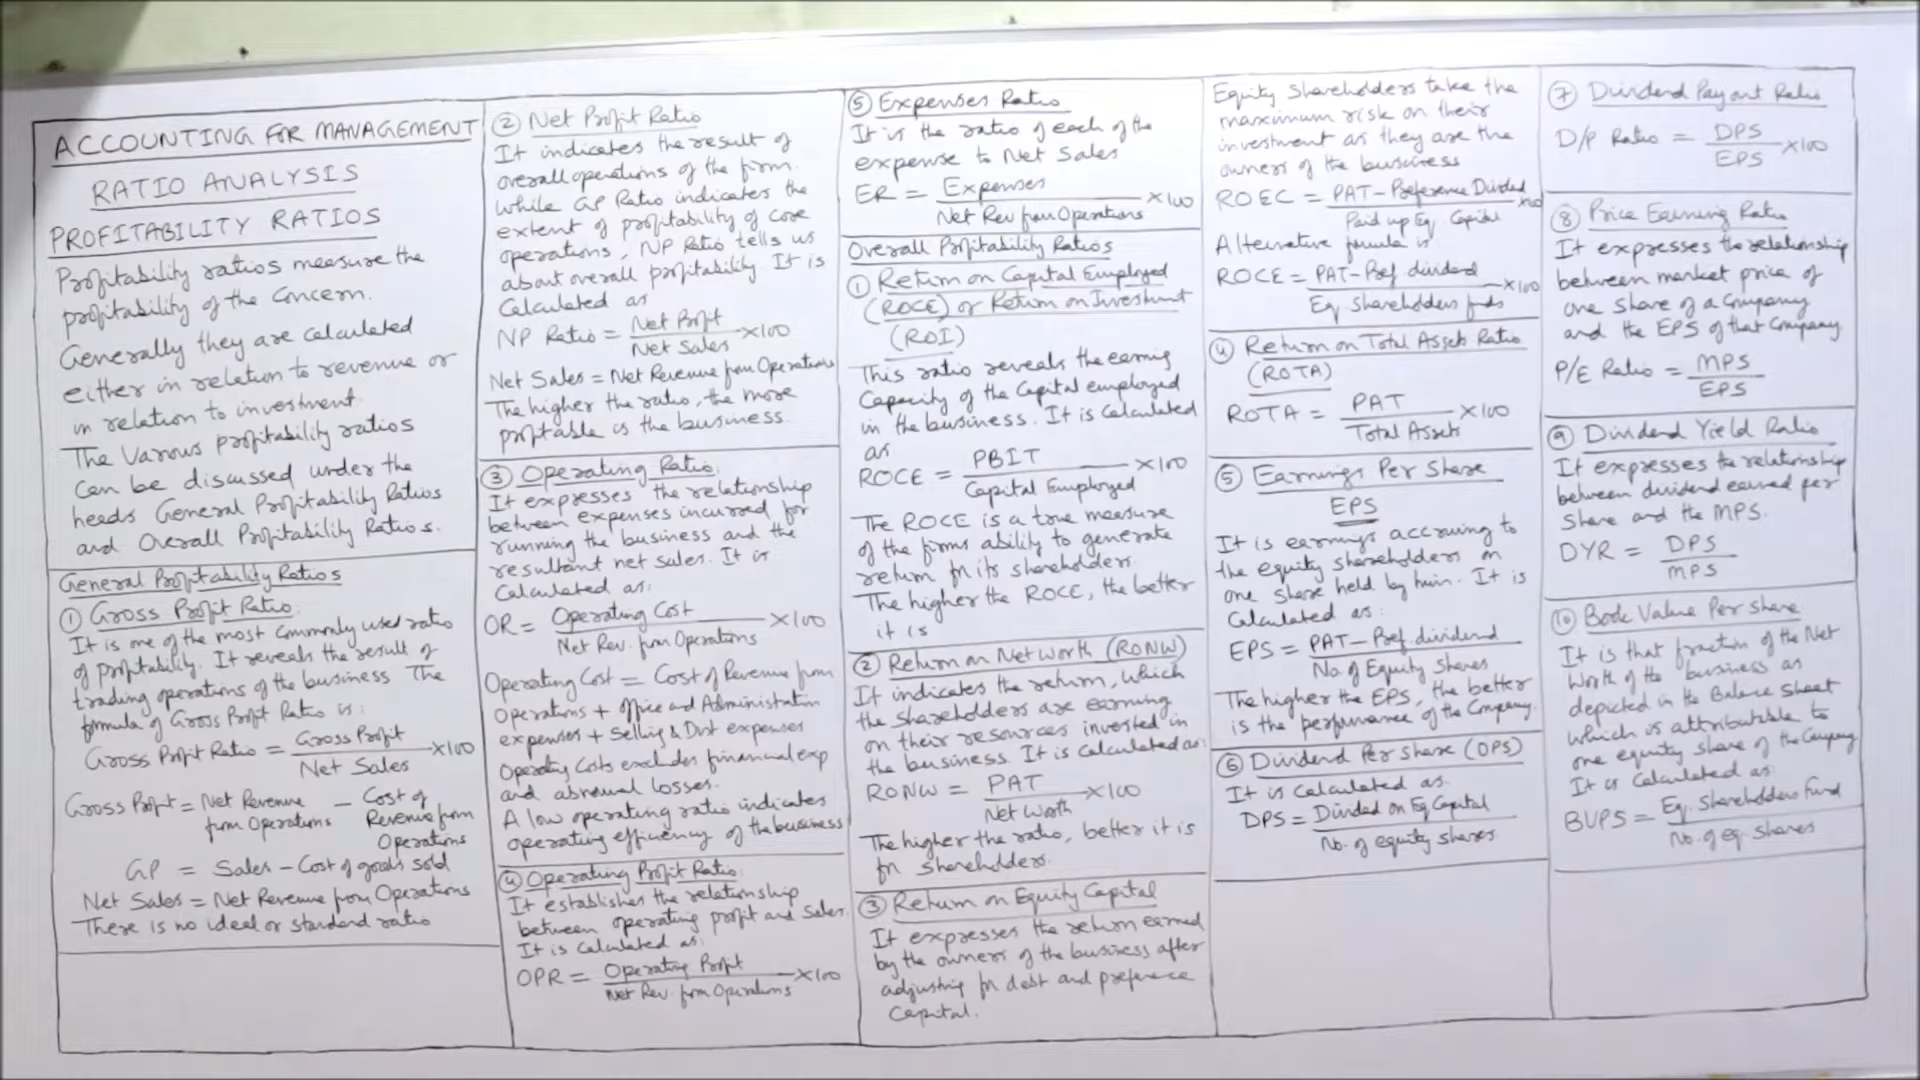 ACCOUNTING FOR MANAGEMENT
RATIO ANALYSIS
PROFITABILITY RATIOS
Profitability ratios measure the
profitability of the concern.
Generally they are calculated
either in relation to revenue or
in relation to investment.
The Various profitability ratios
can be discussed under the
heads General Profitability Ratios
and Overall Profitability Ratios.
General Profitability Ratios
① Gross Profit Ratio.
It is one of the most commonly used ratio
of profitability. It reveals the result of
trading operations of the business The
formula of Gross Profit Ratio is:
Gross Profit Ratio = Gross Profit / Net Sales ×100
Gross Profit = Net Revenue from Operations − Cost of Revenue from Operations
GP = Sales − Cost of goods sold
Net Sales = Net Revenue from Operations
There is no ideal or standard ratio
② Net Profit Ratio
It indicates the result of
overall operations of the firm.
While GP Ratio indicates the
extent of profitability of core
operations, NP Ratio tells us
about overall profitability It is
Calculated as
NP Ratio = Net Profit / Net Sales ×100
Net Sales = Net Revenue from Operations
The higher the ratio, the more
profitable is the business.
③ Operating Ratio.
It expresses the relationship
between expenses incurred for
running the business and the
resultant net sales. It is
Calculated as:
OR = Operating Cost / Net Rev. from Operations ×100
Operating Cost = Cost of Revenue from
Operations + Office and Administration
expenses + Selling & Dist expenses
Operating Costs excludes financial exp
and abnormal losses.
A low operating ratio indicates
operating efficiency of the business
④ Operating Profit Ratio.
It establishes the relationship
between operating profit and Sales.
It is Calculated as:
OPR = Operating Profit / Net Rev. from Operations ×100
⑤ Expenses Ratio
It is the ratio of each of the
expense to Net Sales
ER = Expenses / Net Rev from Operations ×100
Overall Profitability Ratios
① Return on Capital Employed
(ROCE) or Return on Investment
(ROI)
This ratio reveals the earning
Capacity of the Capital employed
in the business. It is Calculated
as
ROCE = PBIT / Capital Employed ×100
The ROCE is a true measure
of the firms ability to generate
return for its shareholders.
The higher the ROCE, the better
it is
② Return on Net Worth (RONW)
It indicates the return, which
the shareholders are earning
on their resources invested in
the business. It is Calculated as:
RONW = PAT / Net Worth ×100
The higher the ratio, better it is
for Shareholders.
③ Return on Equity Capital
It expresses the return earned
by the owners of the business after
adjusting for debt and preference
Capital.
Equity Shareholders take the
maximum risk on their
investment as they are the
owners of the business
ROEC = PAT − Preference Dividend / Paid up Eq Capital ×100
Alternative formula is
ROCE = PAT − Pref dividend / Eq. Shareholders funds ×100
④ Return on Total Assets Ratio
(ROTA)
ROTA = PAT / Total Assets ×100
⑤ Earnings Per Share
EPS
It is earnings accruing to
the equity shareholders on
one share held by him. It is
Calculated as:
EPS = PAT − Pref dividend / No. of Equity Shares
The higher the EPS, the better
is the performance of the Company.
⑥ Dividend Per Share (DPS)
It is Calculated as.
DPS = Divided on Eq Capital / No. of equity shares
⑦ Dividend Payout Ratio
D/P Ratio = DPS / EPS ×100
⑧ Price Earning Ratio
It expresses the relationship
between market price of
one share of a Company
and the EPS of that Company.
P/E Ratio = MPS / EPS
⑨ Dividend Yield Ratio
It expresses the relationship
between dividend earned per
Share and the MPS.
DYR = DPS / MPS
⑩ Book Value Per share
It is that fraction of the Net
Worth of the business as
depicted in the Balance Sheet
which is attributable to
one equity share of the Company
It is Calculated as:
BVPS = Eq. Shareholders Fund / No. of eq shares